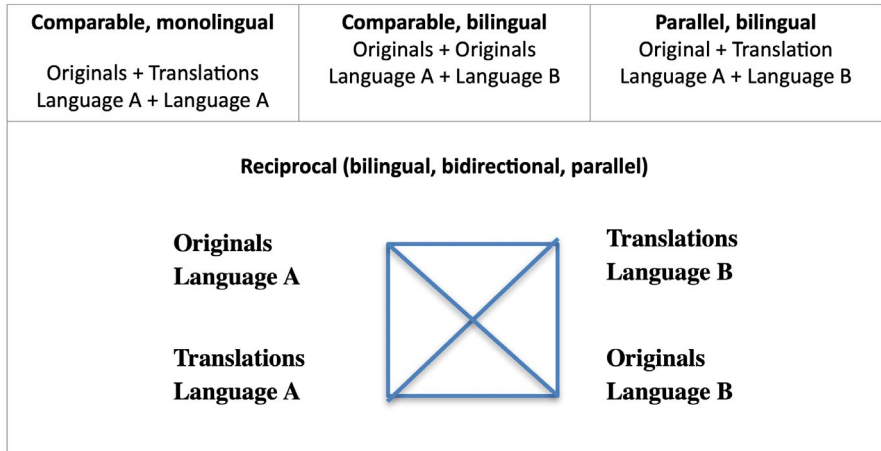 Comparable, monolingual
Originals + Translations
Language A + Language A
Comparable, bilingual
Originals + Originals
Language A + Language B
Parallel, bilingual
Original + Translation
Language A + Language B
Reciprocal (bilingual, bidirectional, parallel)
Originals
Language A
Translations
Language B
Translations
Language A
Originals
Language B